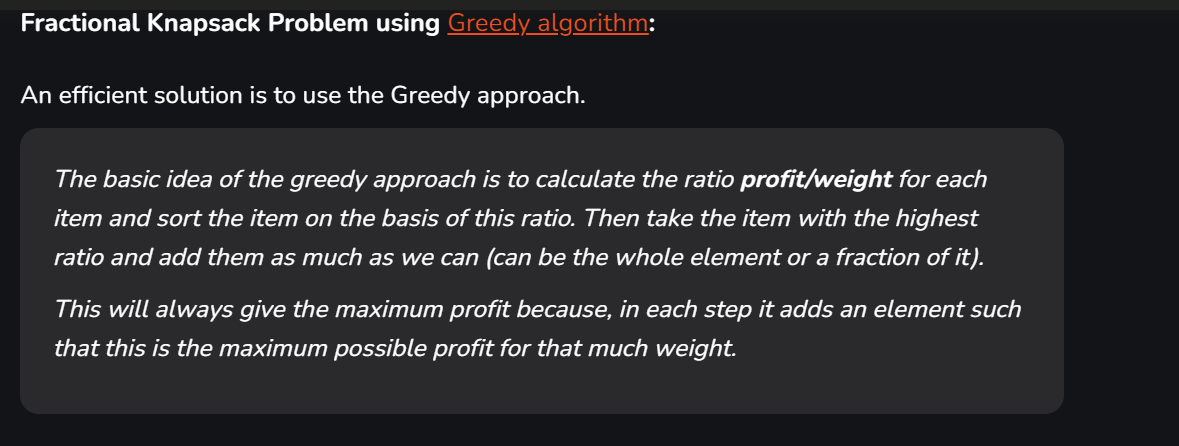 Fractional Knapsack Problem using Greedy algorithm:
An efficient solution is to use the Greedy approach.
The basic idea of the greedy approach is to calculate the ratio profit/weight for each
item and sort the item on the basis of this ratio. Then take the item with the highest
ratio and add them as much as we can (can be the whole element or a fraction of it).
This will always give the maximum profit because, in each step it adds an element such
that this is the maximum possible profit for that much weight.